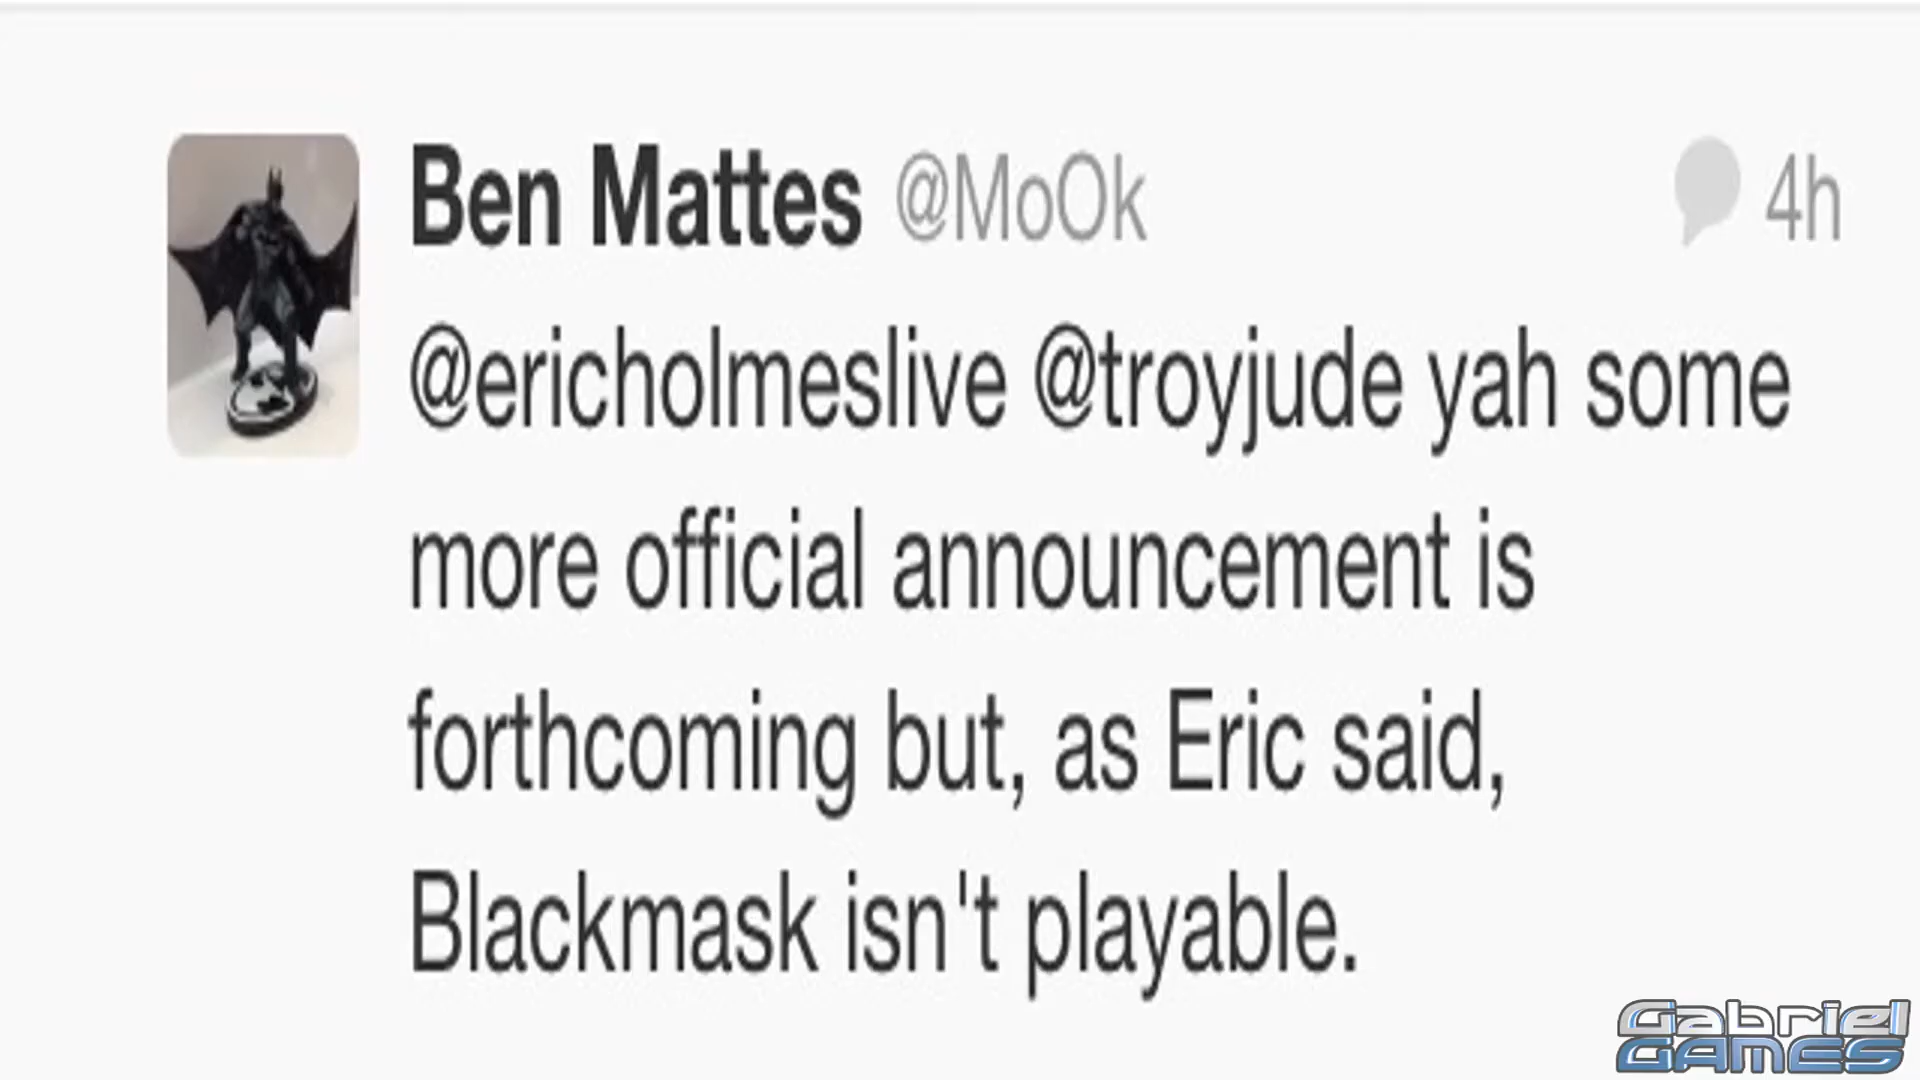 Ben Mattes @MoOk 4h
@ericholmeslive @troyjude yah some
more official announcement is
forthcoming but, as Eric said,
Blackmask isn't playable.
Gabriel
GAMES